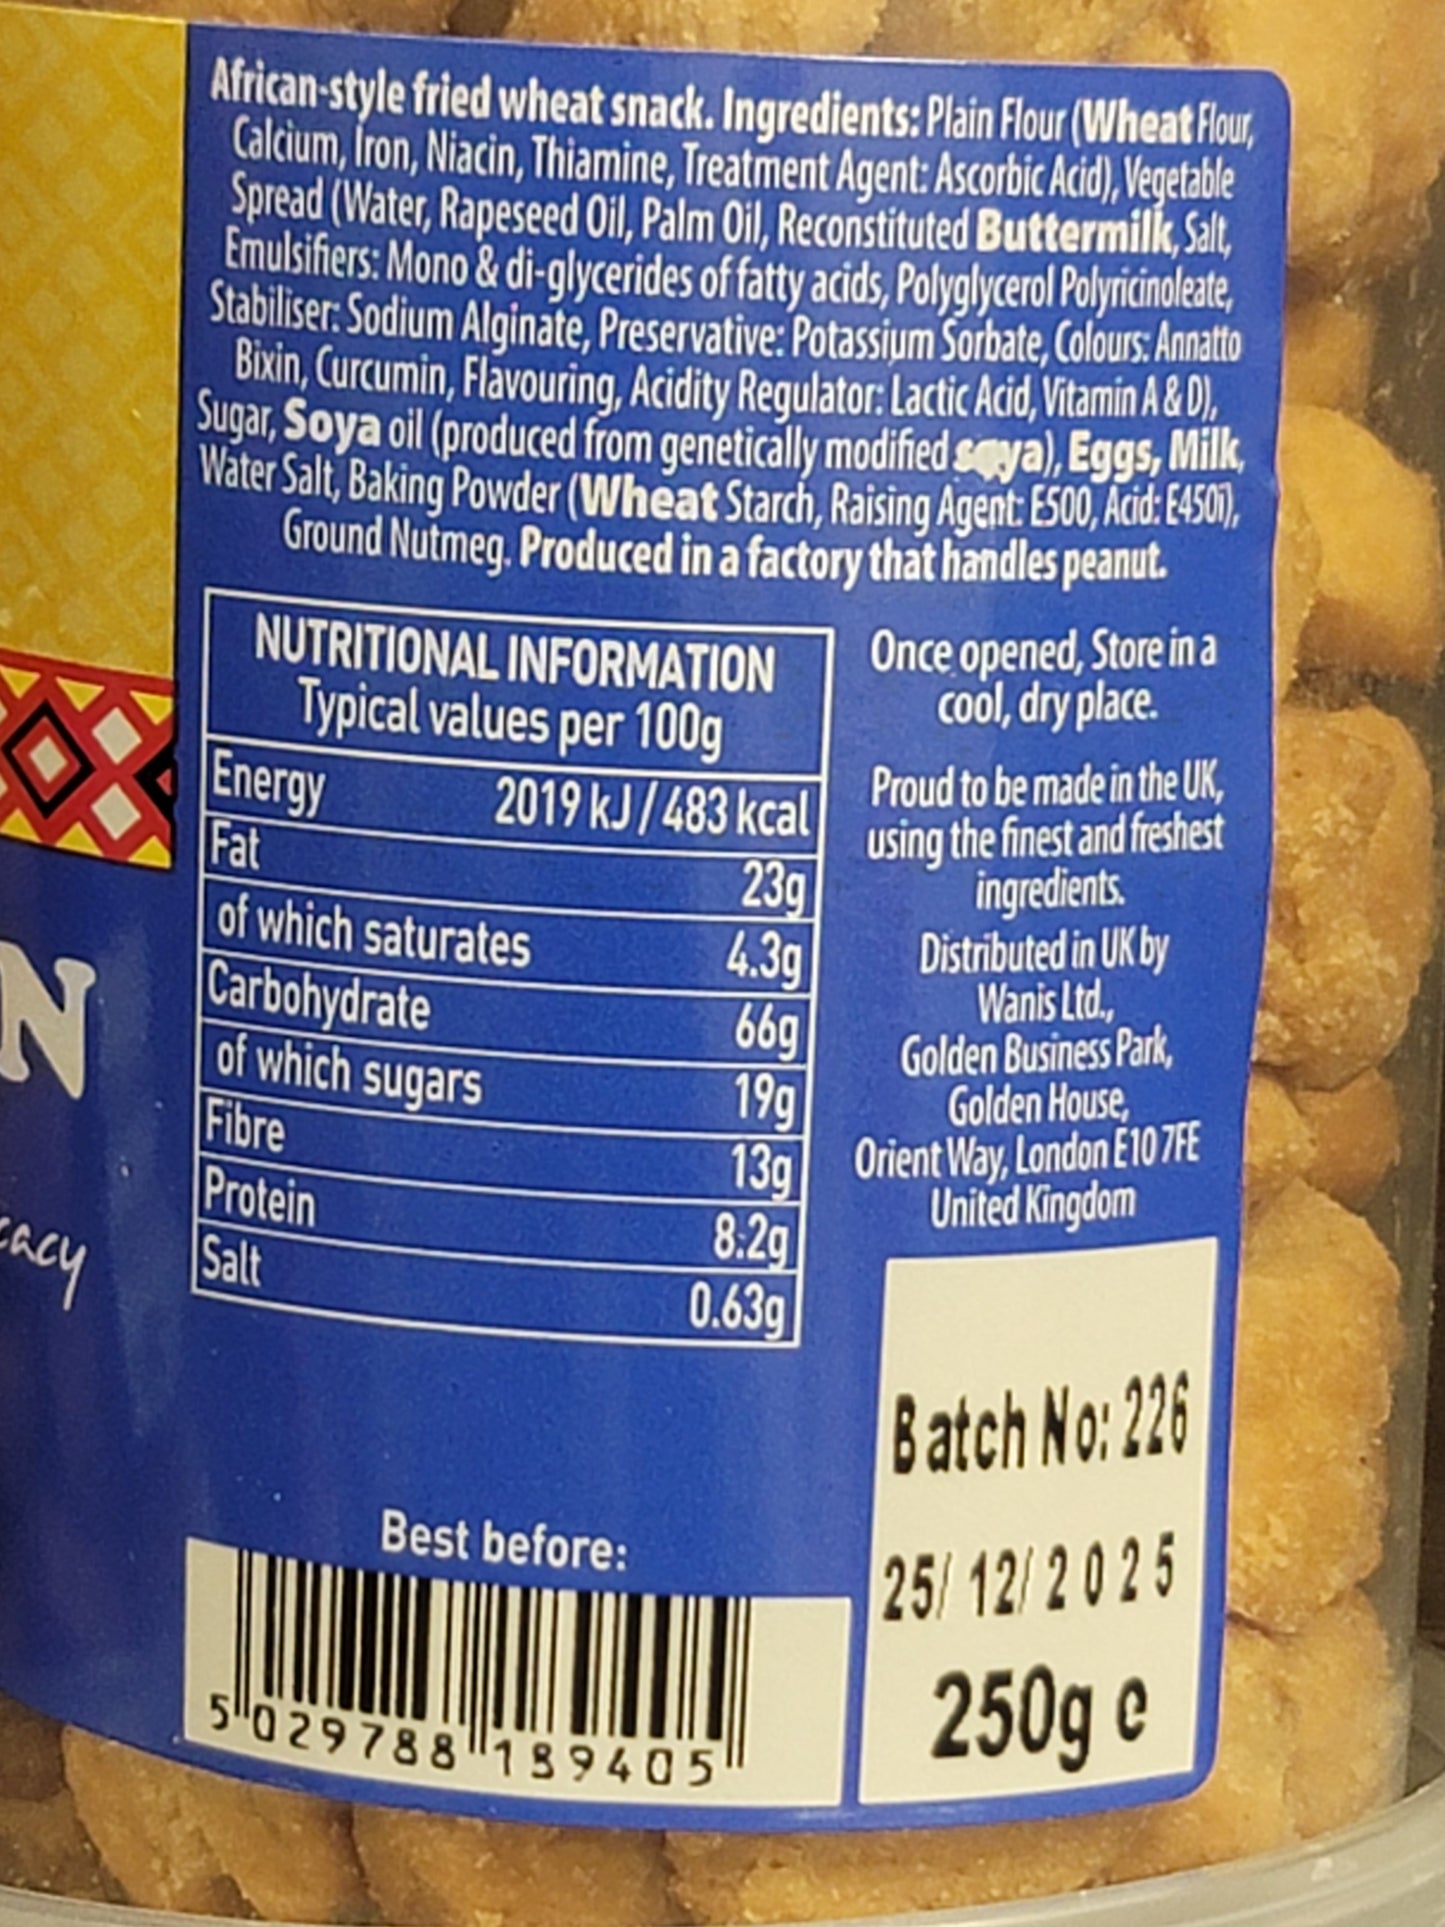 African-style fried wheat snack. Ingredients: Plain Flour (Wheat Flour,
Calcium, Iron, Niacin, Thiamine, Treatment Agent: Ascorbic Acid), Vegetable
Spread (Water, Rapeseed Oil, Palm Oil, Reconstituted Buttermilk, Salt,
Emulsifiers: Mono & di-glycerides of fatty acids, Polyglycerol Polyricinoleate,
Stabiliser: Sodium Alginate, Preservative: Potassium Sorbate, Colours: Annatto
Bixin, Curcumin, Flavouring, Acidity Regulator: Lactic Acid, Vitamin A & D),
Sugar, Soya oil (produced from genetically modified soya), Eggs, Milk,
Water Salt, Baking Powder (Wheat Starch, Raising Agent: E500, Acid: E450i),
Ground Nutmeg. Produced in a factory that handles peanut.
NUTRITIONAL INFORMATION
Typical values per 100g
Energy 2019 kJ / 483 kcal
Fat 23g
of which saturates 4.3g
Carbohydrate 66g
of which sugars 19g
Fibre 13g
Protein 8.2g
Salt 0.63g
Once opened, Store in a
cool, dry place.
Proud to be made in the UK,
using the finest and freshest
ingredients.
Distributed in UK by
Wanis Ltd.,
Golden Business Park,
Golden House,
Orient Way, London E10 7FE
United Kingdom
N
cacy
Best before:
Batch No: 226
25/12/2025
250g e
5 029788